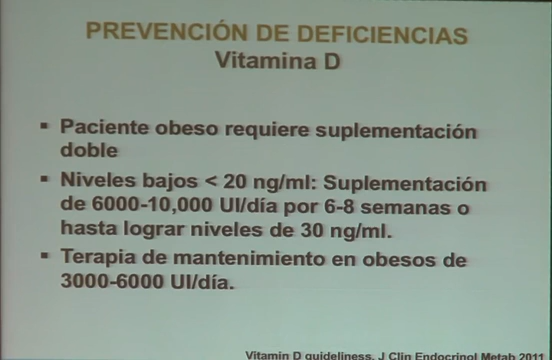 PREVENCIÓN DE DEFICIENCIAS
Vitamina D
▪ Paciente obeso requiere suplementación
doble
▪ Niveles bajos < 20 ng/ml: Suplementación
de 6000-10,000 UI/día por 6-8 semanas o
hasta lograr niveles de 30 ng/ml.
▪ Terapia de mantenimiento en obesos de
3000-6000 UI/día.
Vitamin D guideliness. J Clin Endocrinol Metab 2011